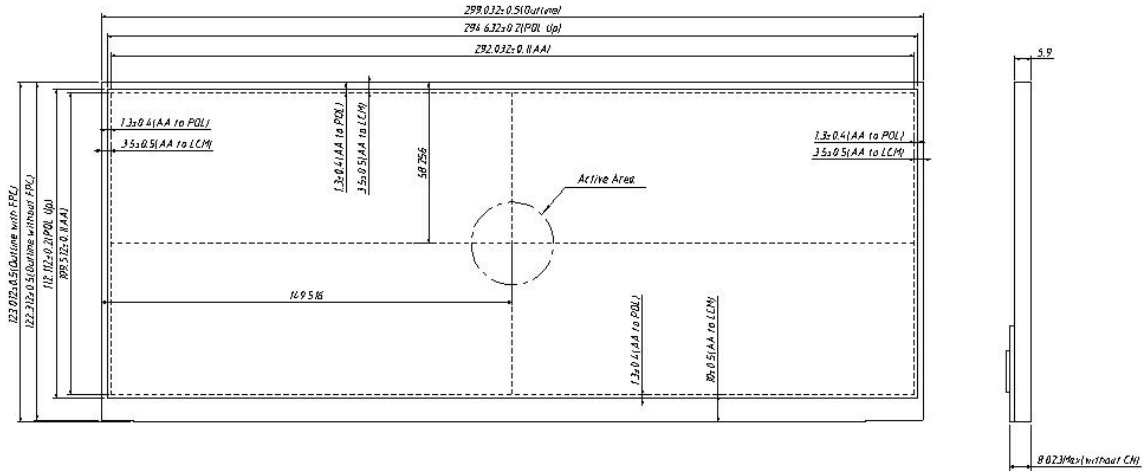 299.032±0.5(Outline)
294.632±0.2(POL Up)
292.032±0.1(AA)
5.9
1.3±0.4(AA to POL)
3.5±0.5(AA to LCM)
1.3±0.4(AA to POL)
3.5±0.5(AA to LCM)
58.256
1.3±0.4(AA to POL)
3.5±0.5(AA to LCM)
Active Area
123.012±0.5(Outline with FPC)
122.312±0.5(Outline without FPC)
112.112±0.2(POL Up)
109.512±0.1(AA)
149.516
1.3±0.4(AA to POL)
10±0.5(AA to LCM)
8.023Max(without CN)